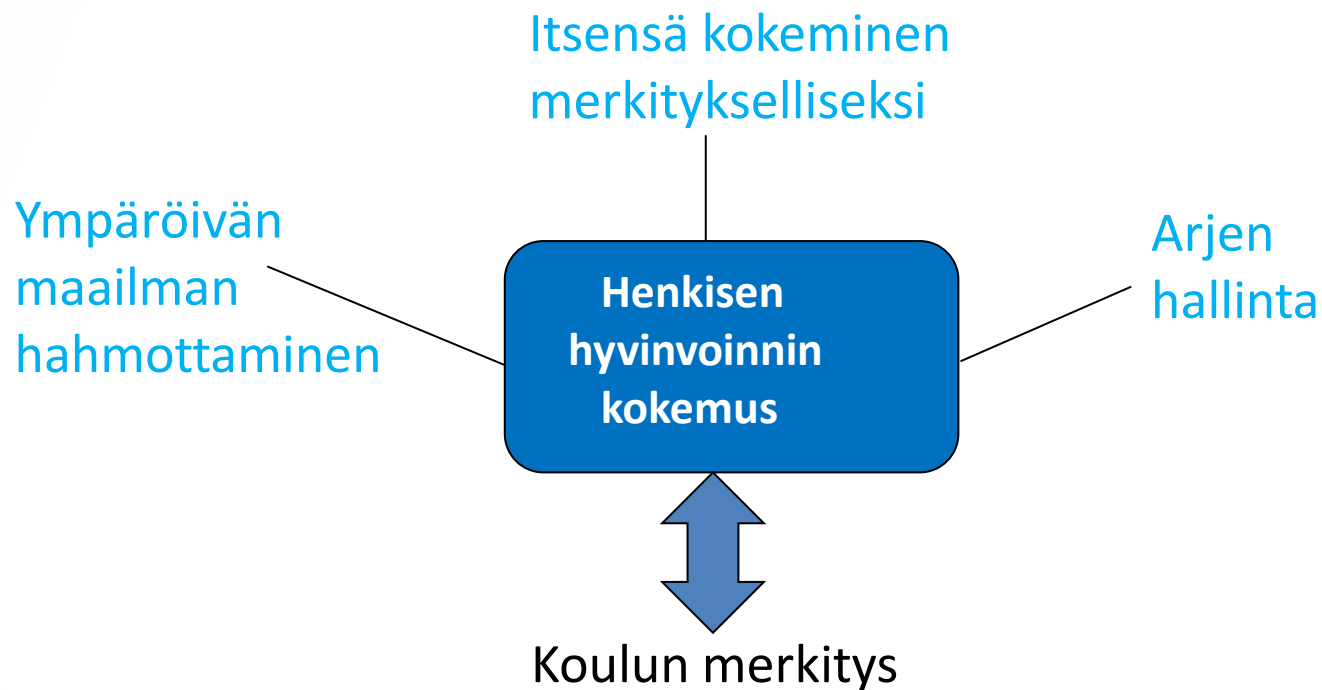 Itsensä kokeminen
merkitykselliseksi
Ympäröivän
maailman
hahmottaminen
Arjen
hallinta
Henkisen
hyvinvoinnin
kokemus
Koulun merkitys